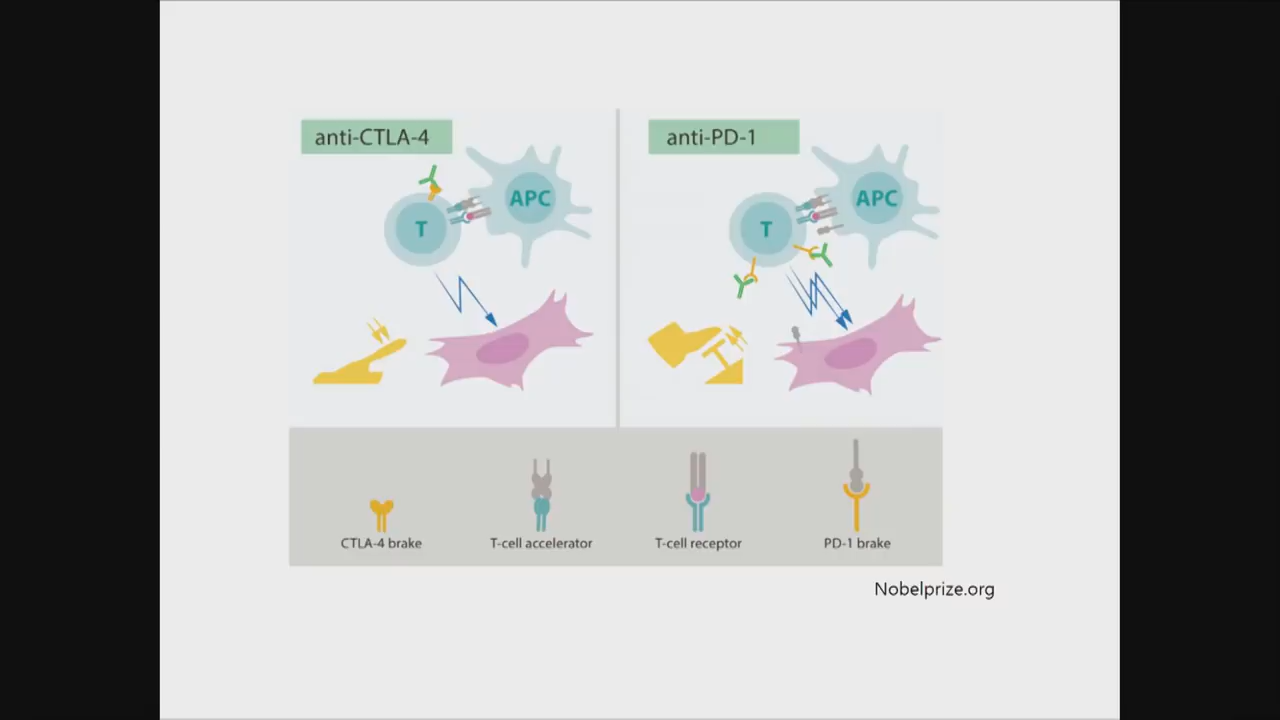 anti-CTLA-4
anti-PD-1
APC
T
APC
T
CTLA-4 brake
T-cell accelerator
T-cell receptor
PD-1 brake
Nobelprize.org